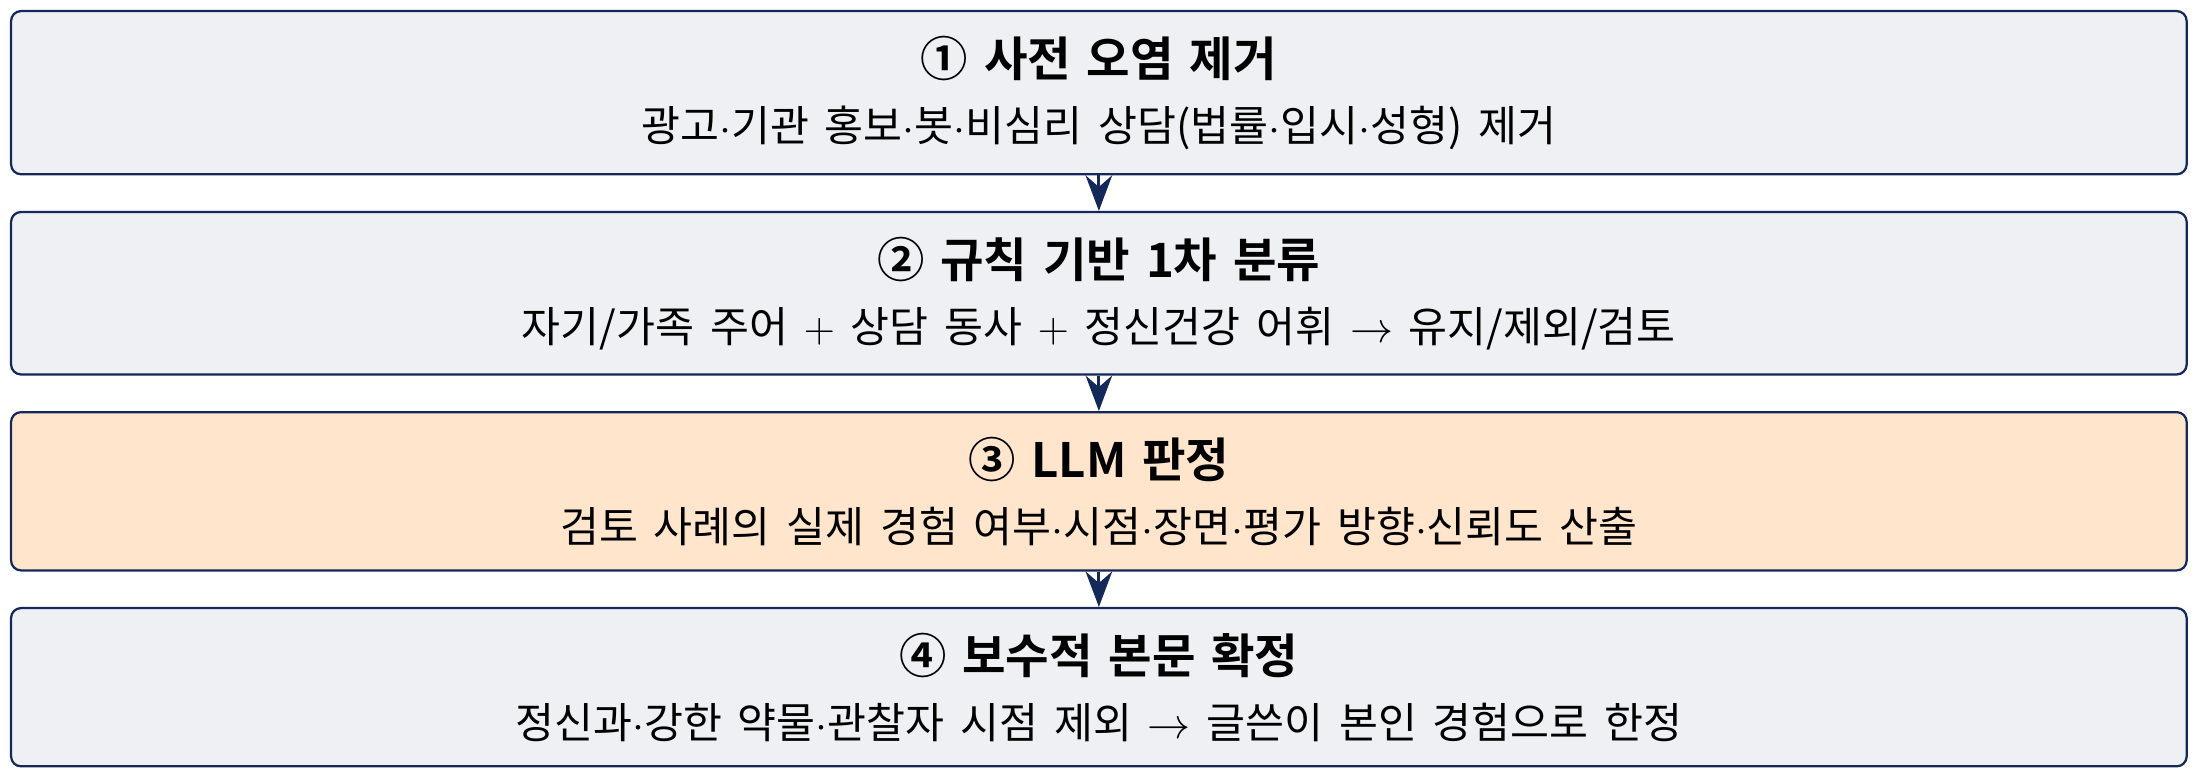 ① 사전 오염 제거
광고·기관 홍보·봇·비심리 상담(법률·입시·성형) 제거
② 규칙 기반 1차 분류
자기/가족 주어 + 상담 동사 + 정신건강 어휘 → 유지/제외/검토
③ LLM 판정
검토 사례의 실제 경험 여부·시점·장면·평가 방향·신뢰도 산출
④ 보수적 본문 확정
정신과·강한 약물·관찰자 시점 제외 → 글쓴이 본인 경험으로 한정